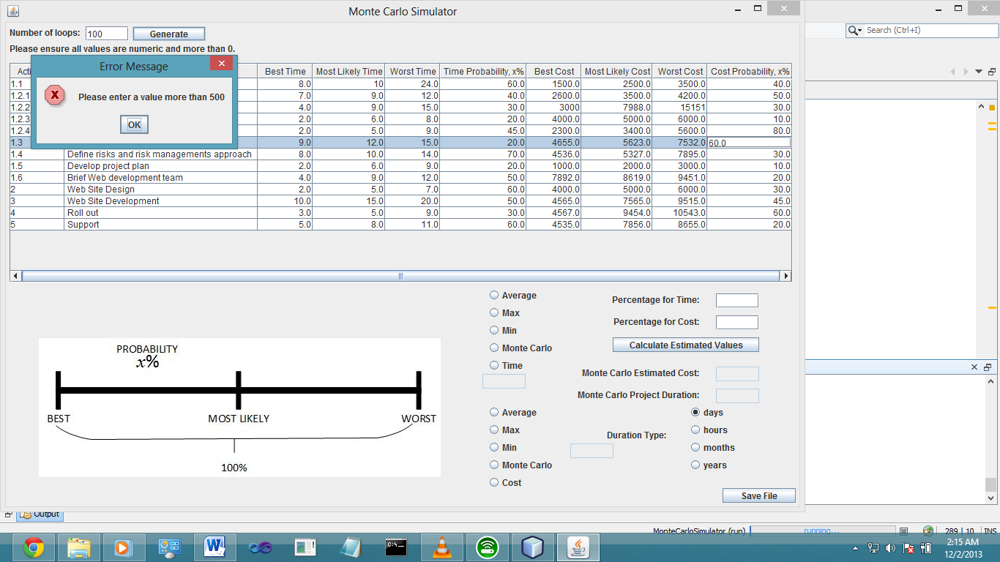 Monte Carlo Simulator
Search (Ctrl+I)
Number of loops: 100 Generate
Please ensure all values are numeric and more than 0.
Error Message
Please enter a value more than 500
OK
Acti Best Time Most Likely Time Worst Time Time Probability, x% Best Cost Most Likely Cost Worst Cost Cost Probability, x%
1.1 8.0 10 24.0 60.0 1500.0 2500.0 3500.0 40.0
1.2.1 7.0 9.0 12.0 40.0 2600.0 3500.0 4200.0 50.0
1.2.2 4.0 9.0 15.0 30.0 3000 7988.0 15151 30.0
1.2.3 2.0 6.0 8.0 20.0 4000.0 5000.0 6000.0 10.0
1.2.4 2.0 5.0 9.0 45.0 2300.0 3400.0 5600.0 80.0
1.3 9.0 12.0 15.0 20.0 4655.0 5623.0 7532.0 60.0
1.4 Define risks and risk managements approach 8.0 10.0 14.0 70.0 4536.0 5327.0 7895.0 30.0
1.5 Develop project plan 2.0 6.0 9.0 20.0 1000.0 2000.0 3000.0 10.0
1.6 Brief Web development team 4.0 9.0 12.0 50.0 7892.0 8619.0 9451.0 20.0
2 Web Site Design 2.0 5.0 7.0 60.0 4000.0 5000.0 6000.0 30.0
3 Web Site Development 10.0 15.0 20.0 50.0 4565.0 7565.0 9515.0 45.0
4 Roll out 3.0 5.0 9.0 30.0 4567.0 9454.0 10543.0 60.0
5 Support 5.0 8.0 11.0 60.0 4535.0 7856.0 8655.0 20.0
PROBABILITY
x%
BEST MOST LIKELY WORST
100%
Average
Max
Min
Monte Carlo
Time
Percentage for Time:
Percentage for Cost:
Calculate Estimated Values
Monte Carlo Estimated Cost:
Monte Carlo Project Duration:
Average
Max
Min
Monte Carlo
Cost
Duration Type:
days
hours
months
years
Save File
Output
MonteCarloSimulator (run) running... 289 | 10 INS
2:15 AM
12/2/2013